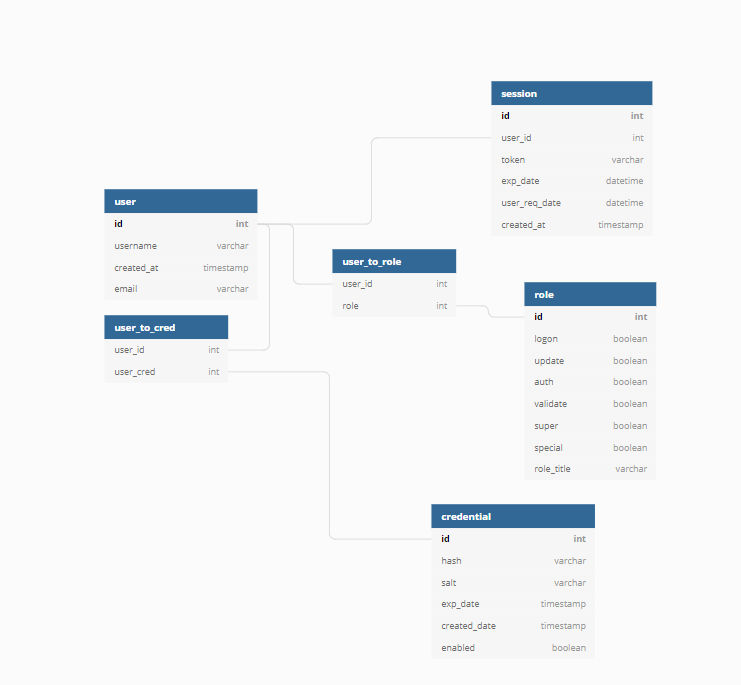 session
id int
user_id int
token varchar
exp_date datetime
user_req_date datetime
created_at timestamp
user
id int
username varchar
created_at timestamp
email varchar
user_to_role
user_id int
role int
role
id int
logon boolean
update boolean
auth boolean
validate boolean
super boolean
special boolean
role_title varchar
user_to_cred
user_id int
user_cred int
credential
id int
hash varchar
salt varchar
exp_date timestamp
created_date timestamp
enabled boolean